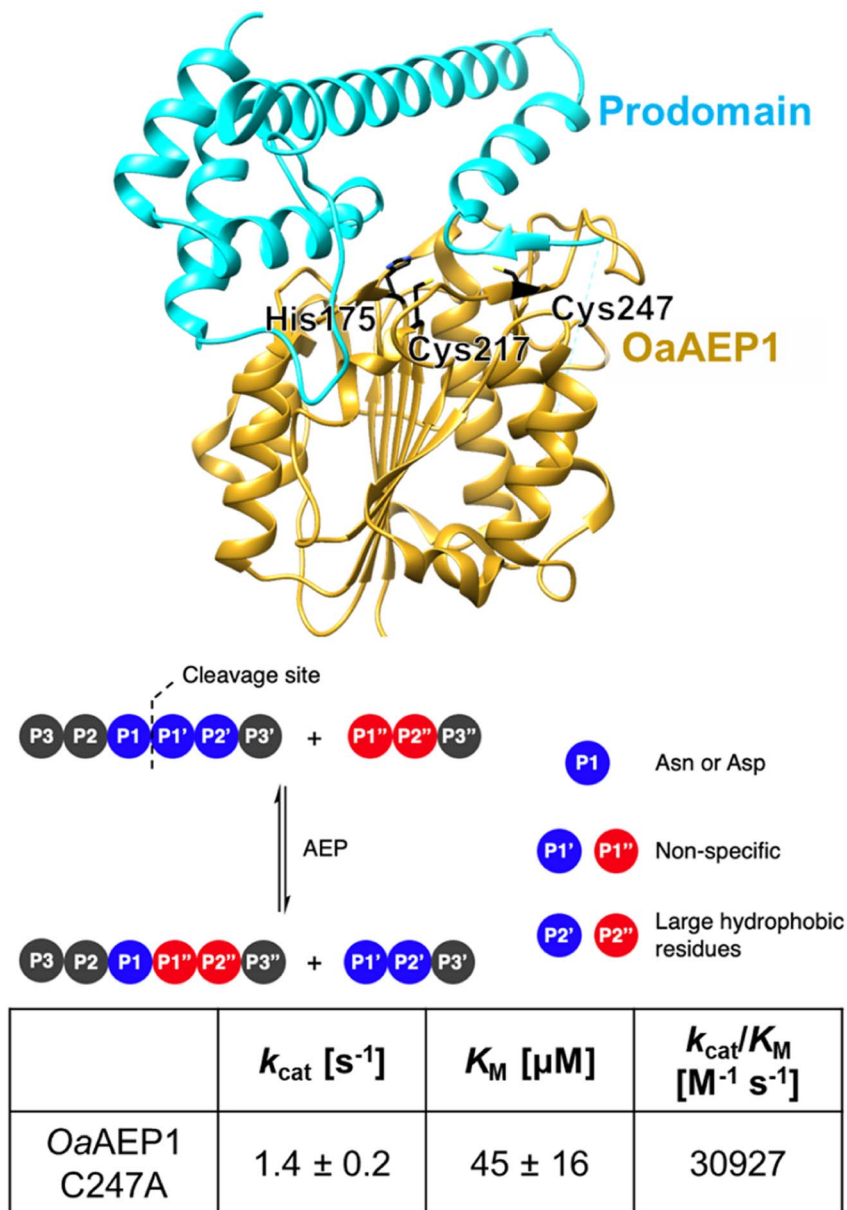 Prodomain
His175
Cys217
Cys247
OaAEP1
Cleavage site
P3 P2 P1 P1' P2' P3' + P1" P2" P3"
AEP
P3 P2 P1 P1" P2" P3" + P1' P2' P3'
P1 Asn or Asp
P1' P1" Non-specific
P2' P2" Large hydrophobic
residues
kcat [s-1] KM [µM] kcat/KM
[M-1 s-1]
OaAEP1
C247A 1.4 ± 0.2 45 ± 16 30927